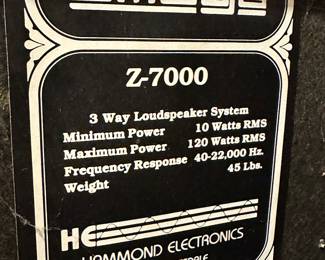 Z-7000
3 Way Loudspeaker System
Minimum Power 10 Watts RMS
Maximum Power 120 Watts RMS
Frequency Response 40-22,000 Hz.
Weight 45 Lbs.
HE
HAMMOND ELECTRONICS